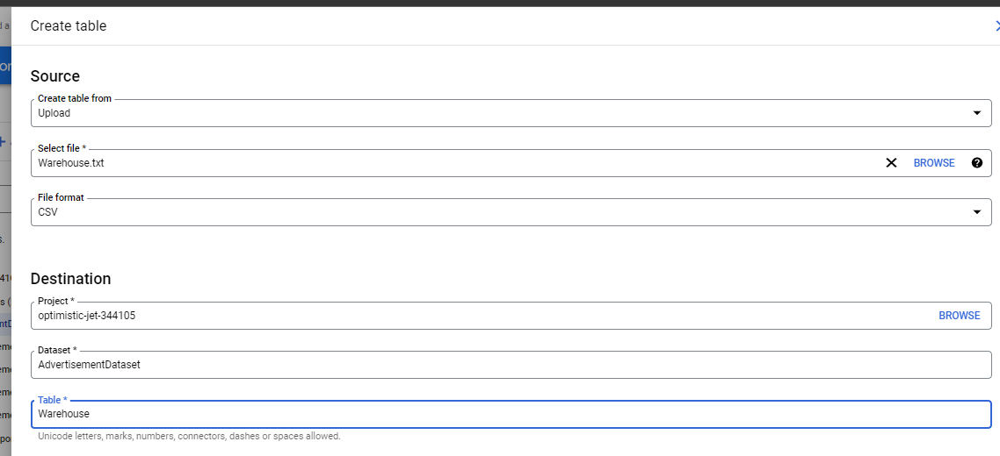 Create table
Source
Create table from
Upload
Select file *
Warehouse.txt
BROWSE
File format
CSV
Destination
Project *
optimistic-jet-344105
BROWSE
Dataset *
AdvertisementDataset
Table *
Warehouse
Unicode letters, marks, numbers, connectors, dashes or spaces allowed.